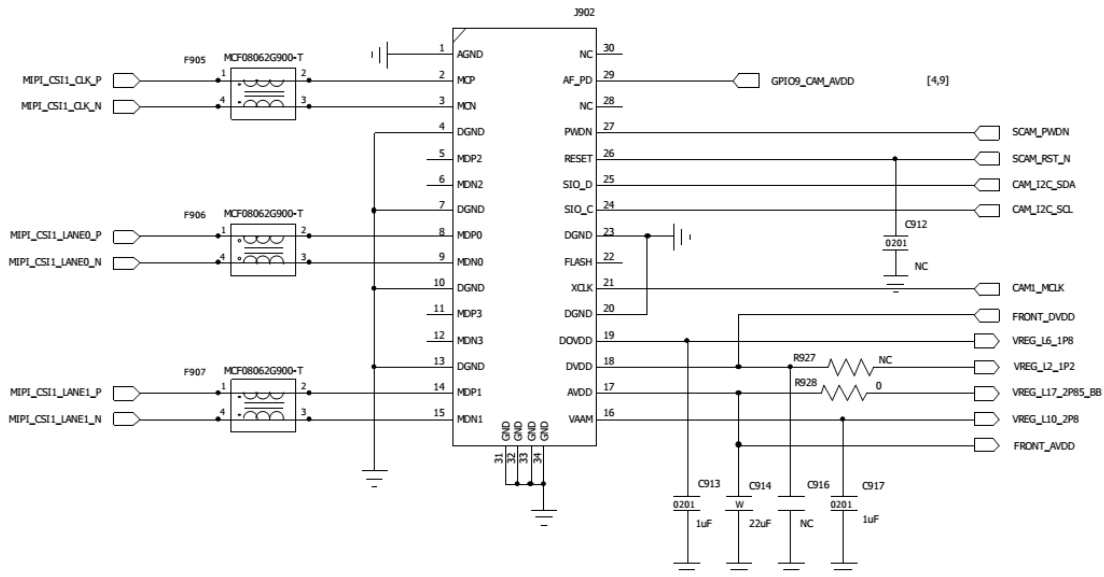 J902
F905 MCF08062G900-T
MIPI_CSI1_CLK_P 1 2
MIPI_CSI1_CLK_N 4 3
F906 MCF08062G900-T
MIPI_CSI1_LANE0_P 1 2
MIPI_CSI1_LANE0_N 4 3
F907 MCF08062G900-T
MIPI_CSI1_LANE1_P 1 2
MIPI_CSI1_LANE1_N 4 3
1 AGND
2 MCP
3 MCN
4 DGND
5 MDP2
6 MDN2
7 DGND
8 MDP0
9 MDN0
10 DGND
11 MDP3
12 MDN3
13 DGND
14 MDP1
15 MDN1
NC 30
AF_PD 29 GPIO9_CAM_AVDD [4,9]
NC 28
PWDN 27 SCAM_PWDN
RESET 26 SCAM_RST_N
SIO_D 25 CAM_I2C_SDA
SIO_C 24 CAM_I2C_SCL
DGND 23
FLASH 22
XCLK 21 CAM1_MCLK
DGND 20 FRONT_DVDD
DOVDD 19 VREG_L6_1P8
DVDD 18 R927 NC VREG_L2_1P2
AVDD 17 R928 0 VREG_L17_2P85_BB
VAAM 16 VREG_L10_2P8
FRONT_AVDD
C912
0201
NC
GND GND GND GND
31 32 33 34
C913 C914 C916 C917
0201 W 0201
1uF 22uF NC 1uF